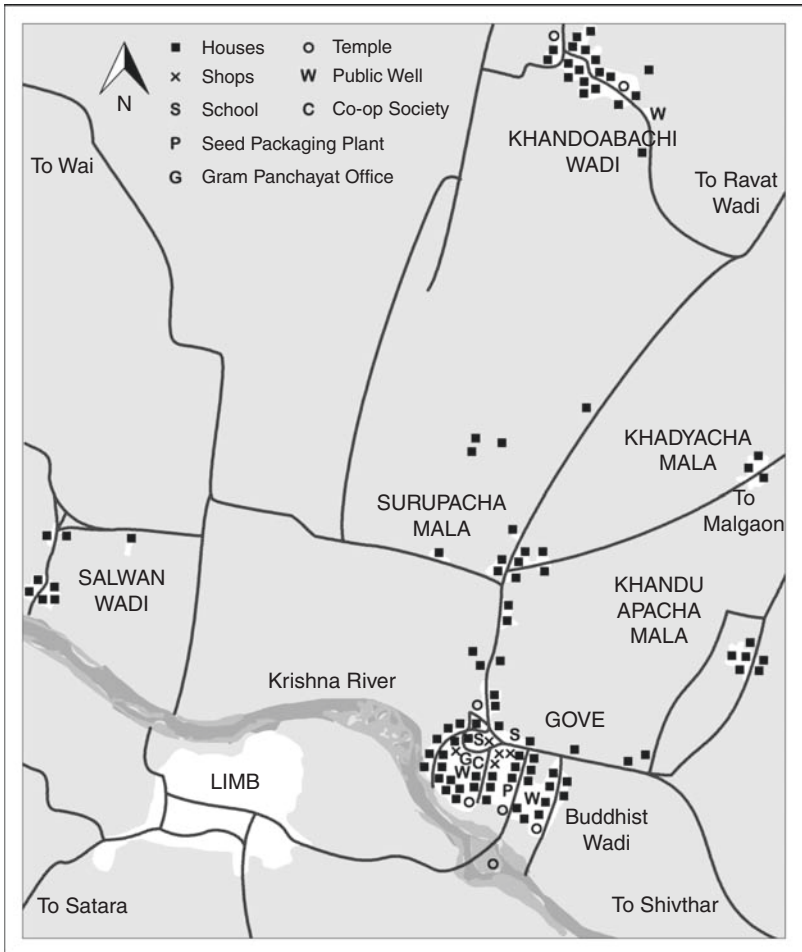 N
Houses
Shops
School
Seed Packaging Plant
Gram Panchayat Office
Temple
Public Well
Co-op Society
S
P
G
W
C
KHANDOABACHI
WADI
W
To Wai
To Ravat
Wadi
KHADYACHA
MALA
To
Malgaon
SURUPACHA
MALA
SALWAN
WADI
KHANDU
APACHA
MALA
Krishna River
GOVE
S
S
G
C
W
P
W
LIMB
Buddhist
Wadi
To Satara
To Shivthar